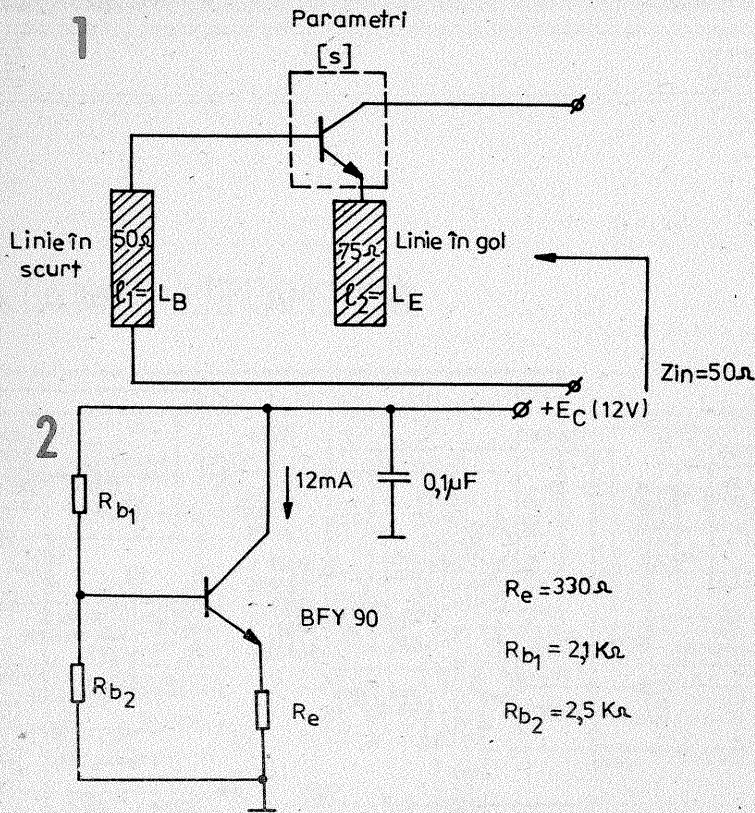 1
Parametri
[s]
Linie în
scurt
50Ω
ℓ1=LB
75Ω
ℓ2=LE
Linie în gol
Zin=50Ω
2
+EC (12V)
Rb1
12mA
0,1µF
BFY 90
Rb2
Re
Re = 330Ω
Rb1 = 2,1 KΩ
Rb2 = 2,5 KΩ